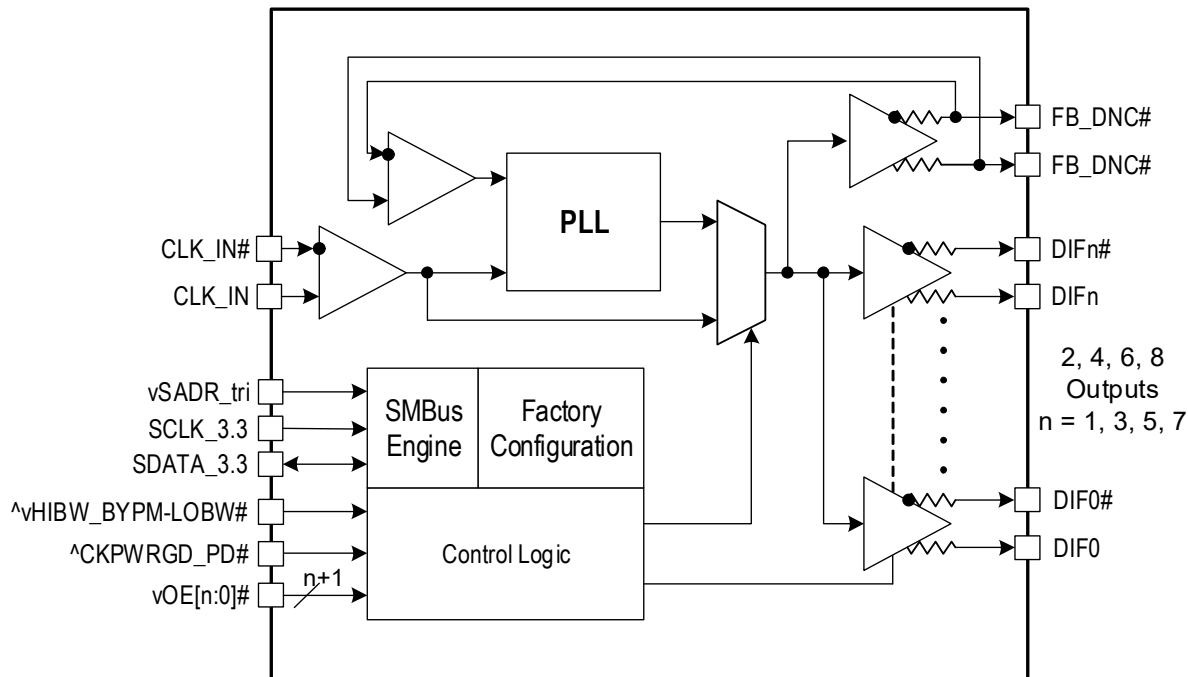 FB_DNC#
FB_DNC#
PLL
CLK_IN#
CLK_IN
DIFn#
DIFn
2, 4, 6, 8
Outputs
n = 1, 3, 5, 7
vSADR_tri
SCLK_3.3
SDATA_3.3
SMBus
Engine
Factory
Configuration
^vHIBW_BYPM-LOBW#
^CKPWRGD_PD#
vOE[n:0]#
n+1
Control Logic
DIF0#
DIF0